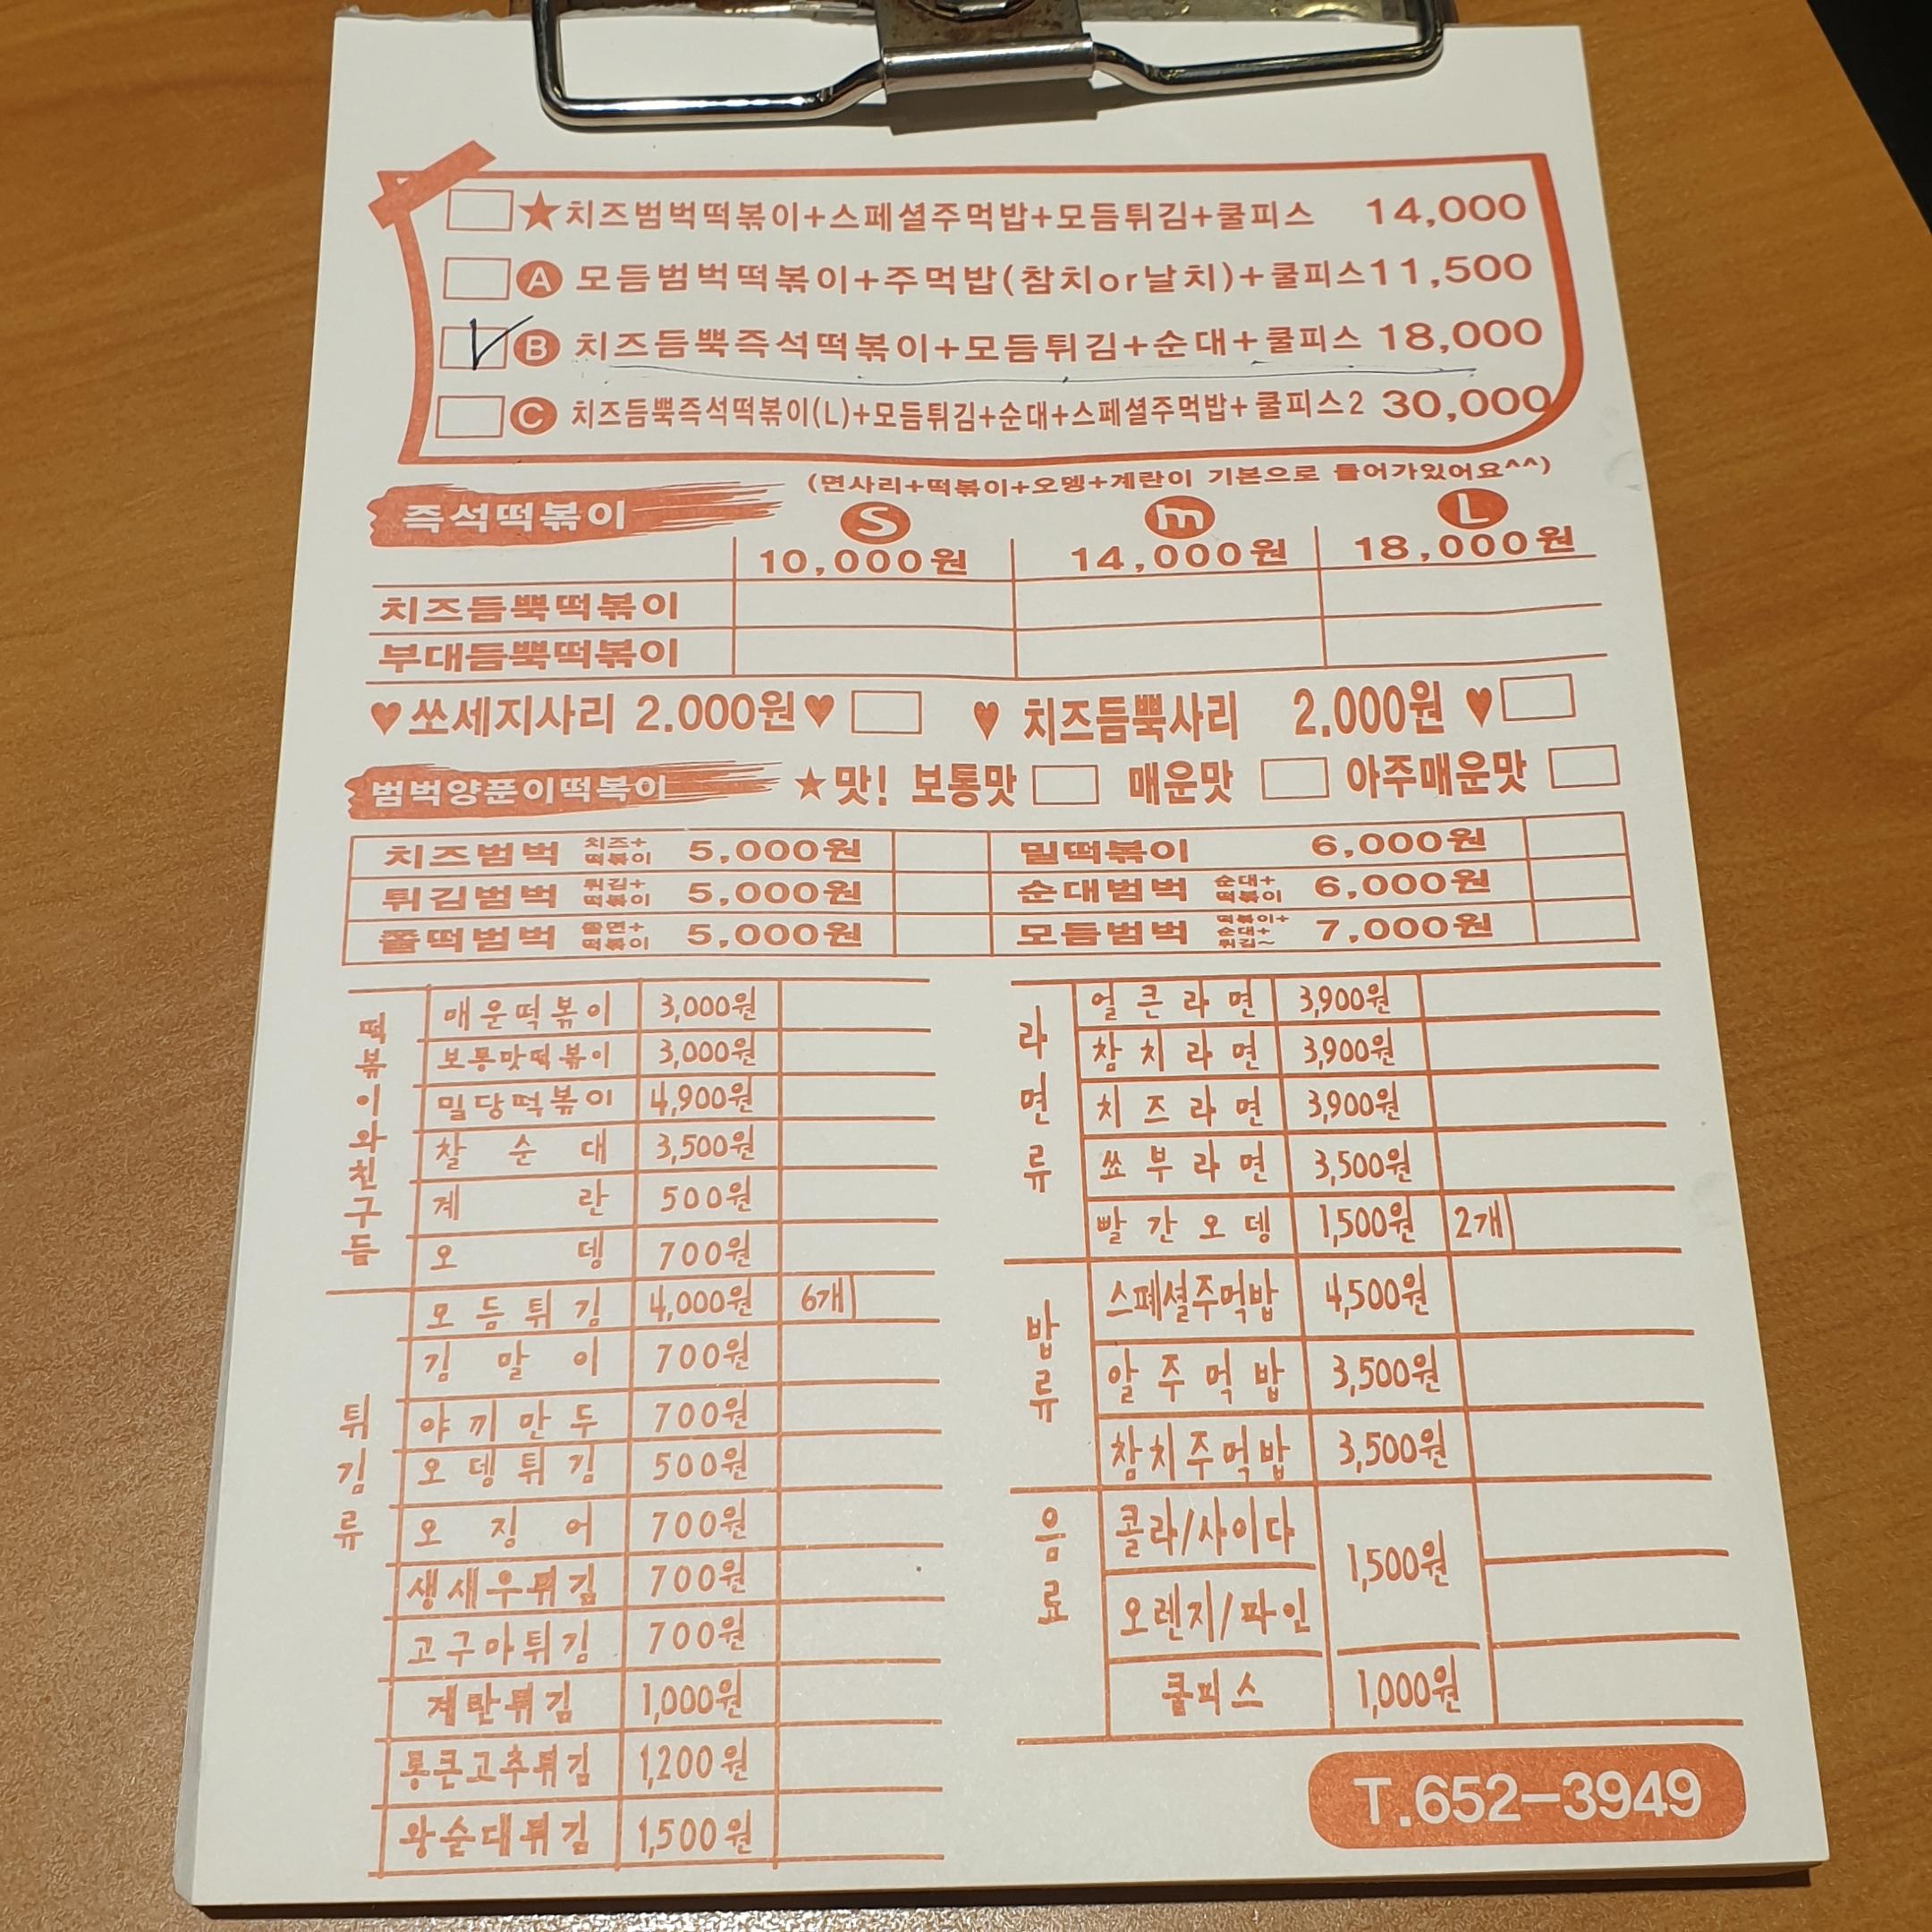 ★치즈범벅떡볶이+스페셜주먹밥+모듬튀김+쿨피스 14,000
Ⓐ 모듬범벅떡볶이+주먹밥(참치or날치)+쿨피스11,500
Ⓑ 치즈듬뿍즉석떡볶이+모듬튀김+순대+쿨피스 18,000
Ⓒ 치즈듬뿍즉석떡볶이(L)+모듬튀김+순대+스페셜주먹밥+쿨피스2 30,000
(면사리+떡볶이+오뎅+계란이 기본으로 들어가있어요^^)
즉석떡볶이 S m L
10,000원 14,000원 18,000원
치즈듬뿍떡볶이
부대듬뿍떡볶이
♥쏘세지사리 2.000원♥ ♥ 치즈듬뿍사리 2.000원 ♥
범벅양푼이떡복이 ★맛! 보통맛 매운맛 아주매운맛
치즈범벅 치즈+떡볶이 5,000원 밀떡볶이 6,000원
튀김범벅 튀김+떡볶이 5,000원 순대범벅 순대+떡볶이 6,000원
쫄떡범벅 쫄면+떡볶이 5,000원 모듬범벅 떡볶이+순대+튀김~ 7,000원
떡볶이와친구들
매운떡볶이 3,000원
보통맛떡볶이 3,000원
밀당떡볶이 4,900원
찰순대 3,500원
계란 500원
오뎅 700원
튀김류
모듬튀김 4,000원 6개
김말이 700원
야끼만두 700원
오뎅튀김 500원
오징어 700원
생새우튀김 700원
고구마튀김 700원
계란튀김 1,000원
통큰고추튀김 1,200원
왕순대튀김 1,500원
라면류
얼큰라면 3,900원
참치라면 3,900원
치즈라면 3,900원
쏘부라면 3,500원
빨간오뎅 1,500원 2개
밥류
스페셜주먹밥 4,500원
알주먹밥 3,500원
참치주먹밥 3,500원
음료
콜라/사이다 1,500원
오렌지/파인
쿨피스 1,000원
T.652-3949